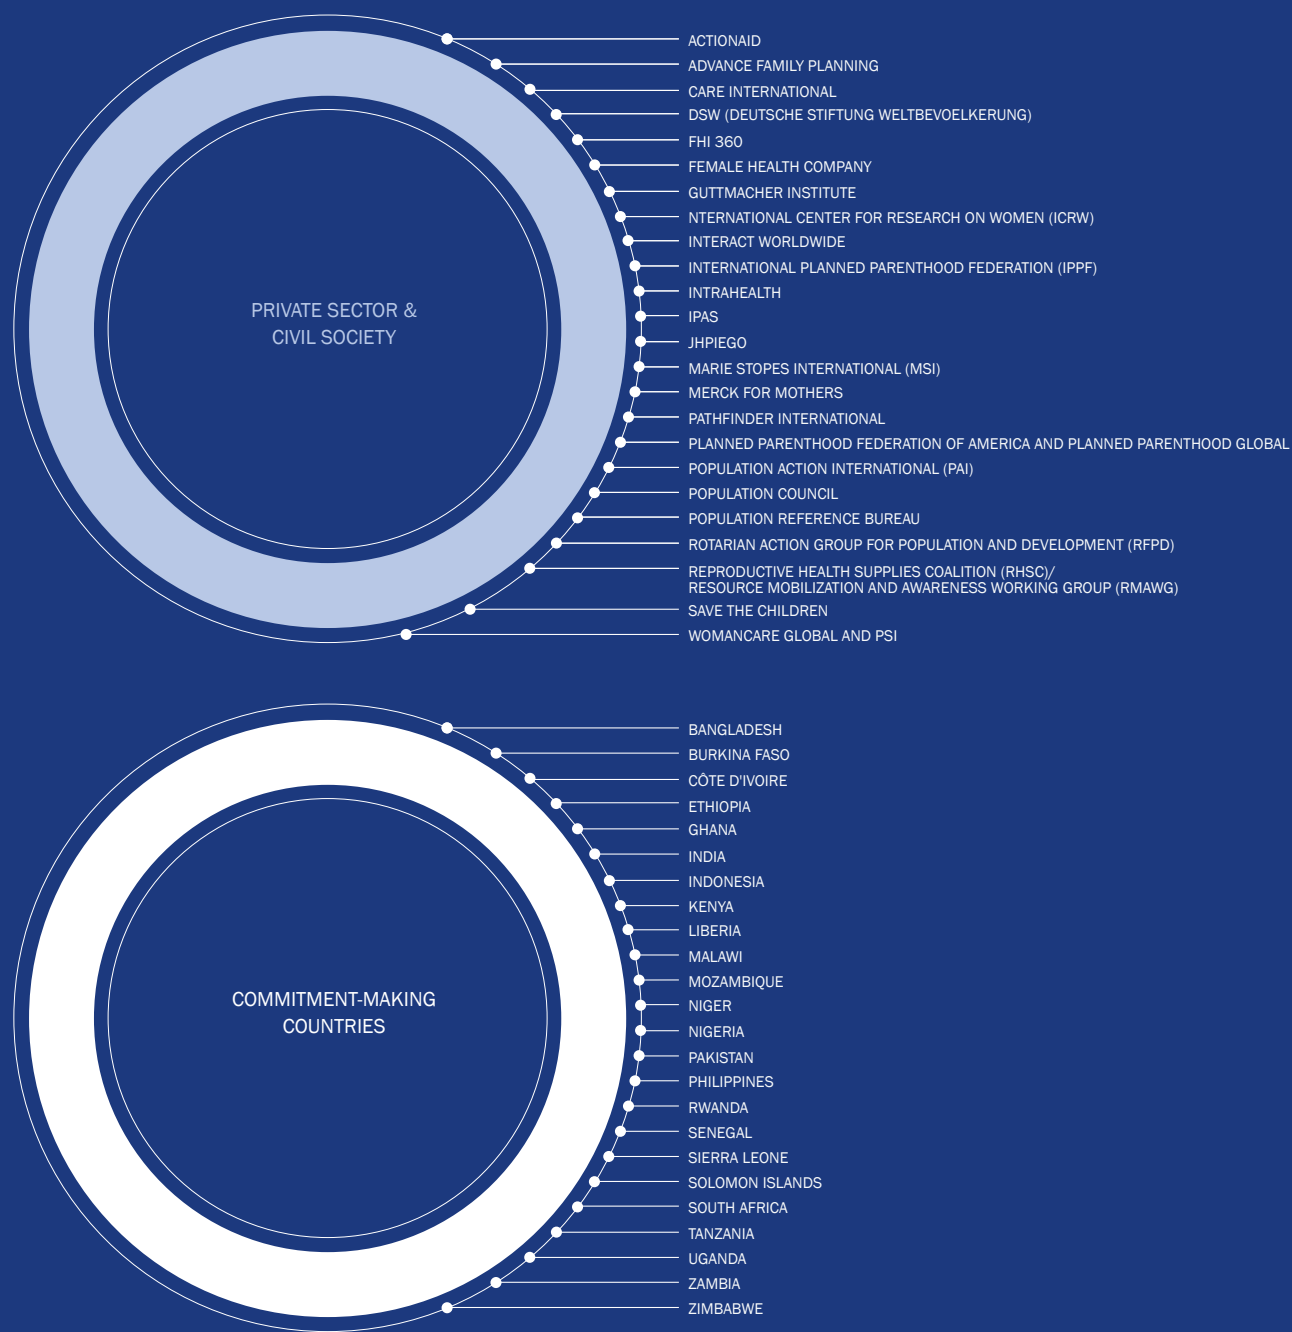 PRIVATE SECTOR &
CIVIL SOCIETY
ACTIONAID
ADVANCE FAMILY PLANNING
CARE INTERNATIONAL
DSW (DEUTSCHE STIFTUNG WELTBEVOELKERUNG)
FHI 360
FEMALE HEALTH COMPANY
GUTTMACHER INSTITUTE
NTERNATIONAL CENTER FOR RESEARCH ON WOMEN (ICRW)
INTERACT WORLDWIDE
INTERNATIONAL PLANNED PARENTHOOD FEDERATION (IPPF)
INTRAHEALTH
IPAS
JHPIEGO
MARIE STOPES INTERNATIONAL (MSI)
MERCK FOR MOTHERS
PATHFINDER INTERNATIONAL
PLANNED PARENTHOOD FEDERATION OF AMERICA AND PLANNED PARENTHOOD GLOBAL
POPULATION ACTION INTERNATIONAL (PAI)
POPULATION COUNCIL
POPULATION REFERENCE BUREAU
ROTARIAN ACTION GROUP FOR POPULATION AND DEVELOPMENT (RFPD)
REPRODUCTIVE HEALTH SUPPLIES COALITION (RHSC)/
RESOURCE MOBILIZATION AND AWARENESS WORKING GROUP (RMAWG)
SAVE THE CHILDREN
WOMANCARE GLOBAL AND PSI
COMMITMENT-MAKING
COUNTRIES
BANGLADESH
BURKINA FASO
CÔTE D'IVOIRE
ETHIOPIA
GHANA
INDIA
INDONESIA
KENYA
LIBERIA
MALAWI
MOZAMBIQUE
NIGER
NIGERIA
PAKISTAN
PHILIPPINES
RWANDA
SENEGAL
SIERRA LEONE
SOLOMON ISLANDS
SOUTH AFRICA
TANZANIA
UGANDA
ZAMBIA
ZIMBABWE